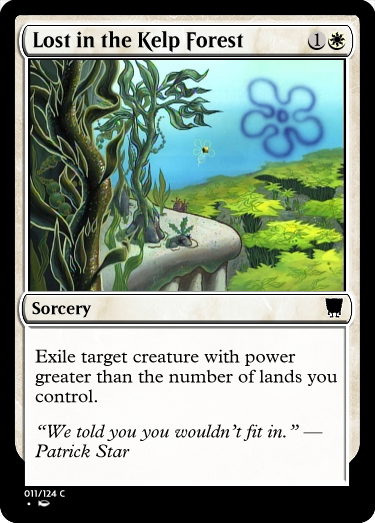 Lost in the Kelp Forest 1
Sorcery
Exile target creature with power
greater than the number of lands you
control.
“We told you you wouldn’t fit in.” —
Patrick Star
011/124 C